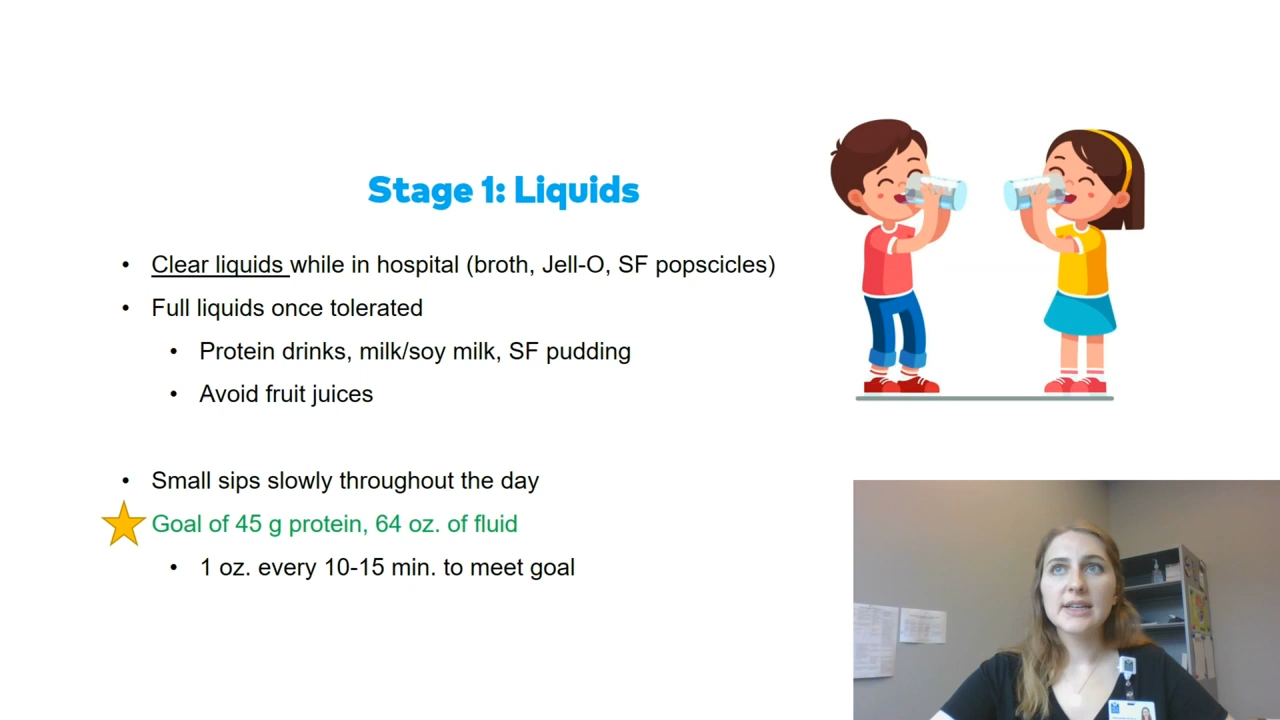 Stage 1: Liquids
• Clear liquids while in hospital (broth, Jell-O, SF popscicles)
• Full liquids once tolerated
• Protein drinks, milk/soy milk, SF pudding
• Avoid fruit juices
• Small sips slowly throughout the day
Goal of 45 g protein, 64 oz. of fluid
• 1 oz. every 10-15 min. to meet goal